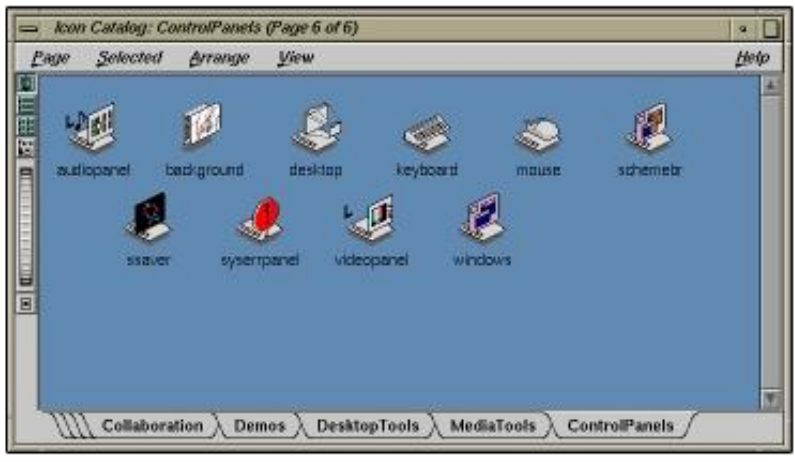 Icon Catalog: ControlPanels (Page 6 of 6)
Page Selected Arrange View Help
audiopanel background desktop keyboard mouse schemebr
ssaver syserrpanel videopanel windows
Collaboration Demos DesktopTools MediaTools ControlPanels